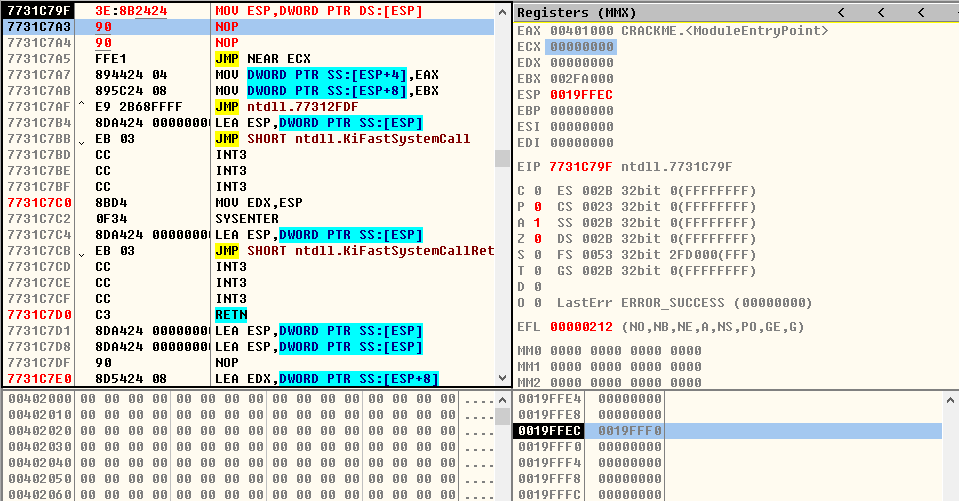 7731C79F 3E:8B2424 MOV ESP,DWORD PTR DS:[ESP]
7731C7A3 90 NOP
7731C7A4 90 NOP
7731C7A5 FFE1 JMP NEAR ECX
7731C7A7 894424 04 MOV DWORD PTR SS:[ESP+4],EAX
7731C7AB 895C24 08 MOV DWORD PTR SS:[ESP+8],EBX
7731C7AF ^ E9 2B68FFFF JMP ntdll.77312FDF
7731C7B4 8DA424 00000000 LEA ESP,DWORD PTR SS:[ESP]
7731C7BB EB 03 JMP SHORT ntdll.KiFastSystemCall
7731C7BD CC INT3
7731C7BE CC INT3
7731C7BF CC INT3
7731C7C0 8BD4 MOV EDX,ESP
7731C7C2 0F34 SYSENTER
7731C7C4 8DA424 00000000 LEA ESP,DWORD PTR SS:[ESP]
7731C7CB EB 03 JMP SHORT ntdll.KiFastSystemCallRet
7731C7CD CC INT3
7731C7CE CC INT3
7731C7CF CC INT3
7731C7D0 C3 RETN
7731C7D1 8DA424 00000000 LEA ESP,DWORD PTR SS:[ESP]
7731C7D8 8DA424 00000000 LEA ESP,DWORD PTR SS:[ESP]
7731C7DF 90 NOP
7731C7E0 8D5424 08 LEA EDX,DWORD PTR SS:[ESP+8]
Registers (MMX) < < <
EAX 00401000 CRACKME.<ModuleEntryPoint>
ECX 00000000
EDX 00000000
EBX 002FA000
ESP 0019FFEC
EBP 00000000
ESI 00000000
EDI 00000000
EIP 7731C79F ntdll.7731C79F
C 0 ES 002B 32bit 0(FFFFFFFF)
P 0 CS 0023 32bit 0(FFFFFFFF)
A 1 SS 002B 32bit 0(FFFFFFFF)
Z 0 DS 002B 32bit 0(FFFFFFFF)
S 0 FS 0053 32bit 2FD000(FFF)
T 0 GS 002B 32bit 0(FFFFFFFF)
D 0
O 0 LastErr ERROR_SUCCESS (00000000)
EFL 00000212 (NO,NB,NE,A,NS,PO,GE,G)
MM0 0000 0000 0000 0000
MM1 0000 0000 0000 0000
MM2 0000 0000 0000 0000
00402000 00 00 00 00 00 00 00 00 00 00 00 00 00 00 00 00 ....
00402010 00 00 00 00 00 00 00 00 00 00 00 00 00 00 00 00 ....
00402020 00 00 00 00 00 00 00 00 00 00 00 00 00 00 00 00 ....
00402030 00 00 00 00 00 00 00 00 00 00 00 00 00 00 00 00 ....
00402040 00 00 00 00 00 00 00 00 00 00 00 00 00 00 00 00 ....
00402050 00 00 00 00 00 00 00 00 00 00 00 00 00 00 00 00 ....
00402060 00 00 00 00 00 00 00 00 00 00 00 00 00 00 00 00 ....
0019FFE4 00000000
0019FFE8 00000000
0019FFEC 0019FFF0
0019FFF0 00000000
0019FFF4 00000000
0019FFF8 00000000
0019FFFC 00000000